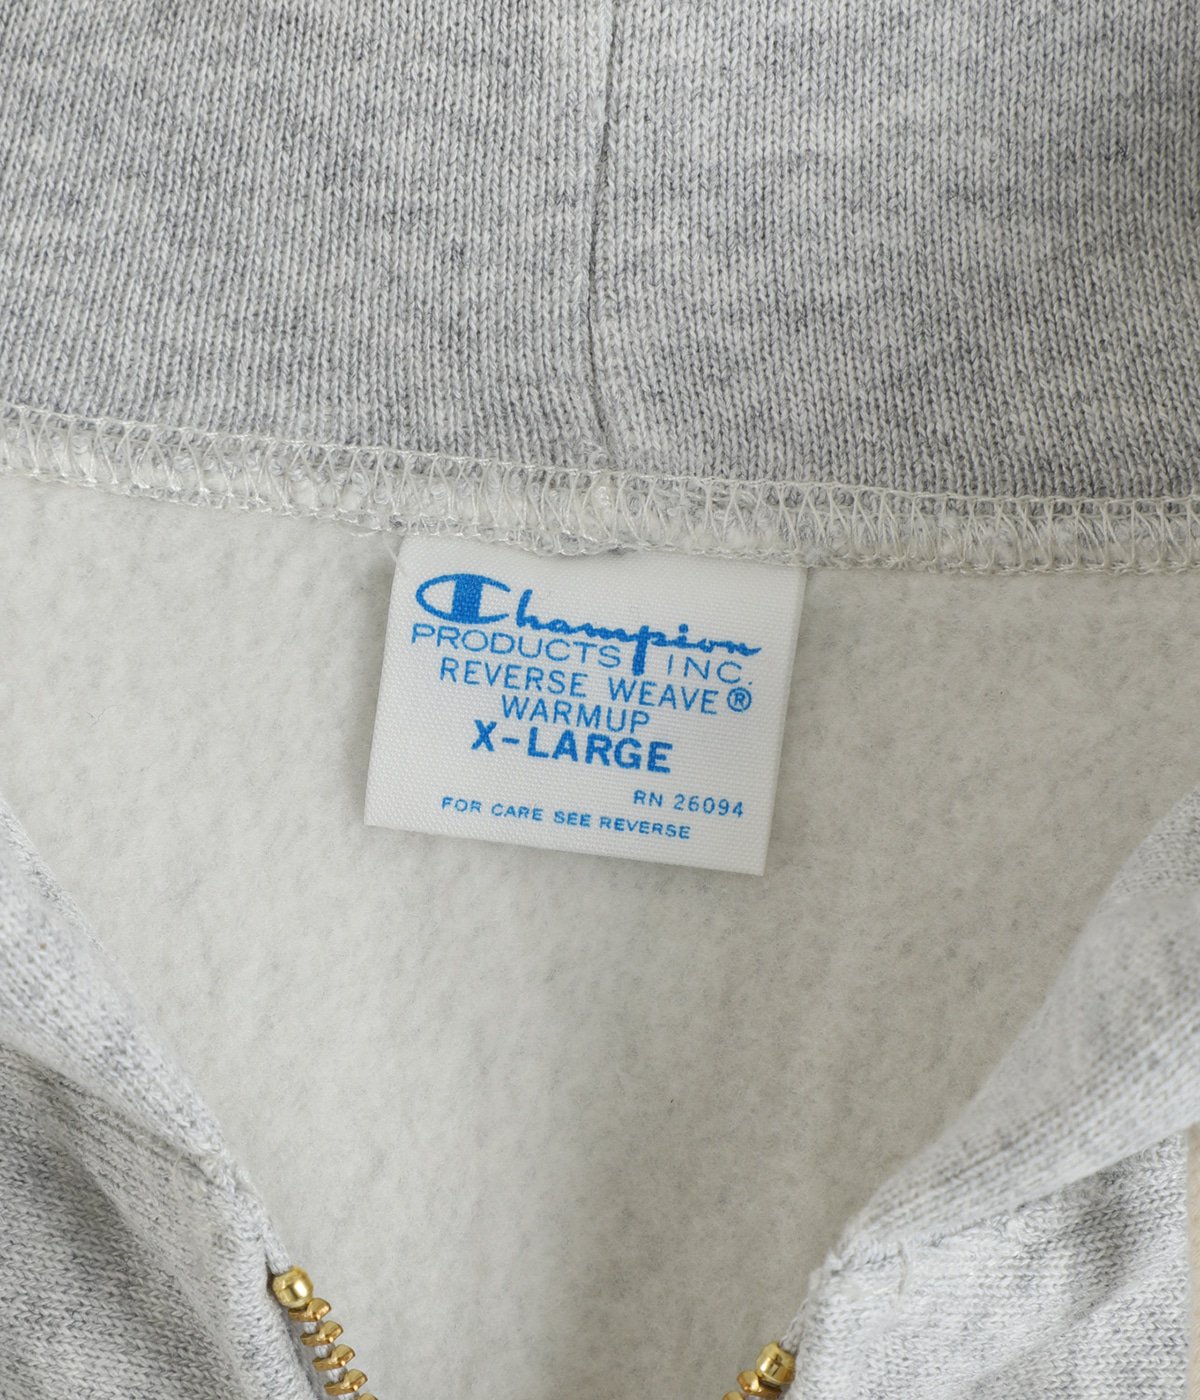 Champion
PRODUCTS INC.
REVERSE WEAVE®
WARMUP
X-LARGE
RN 26094
FOR CARE SEE REVERSE